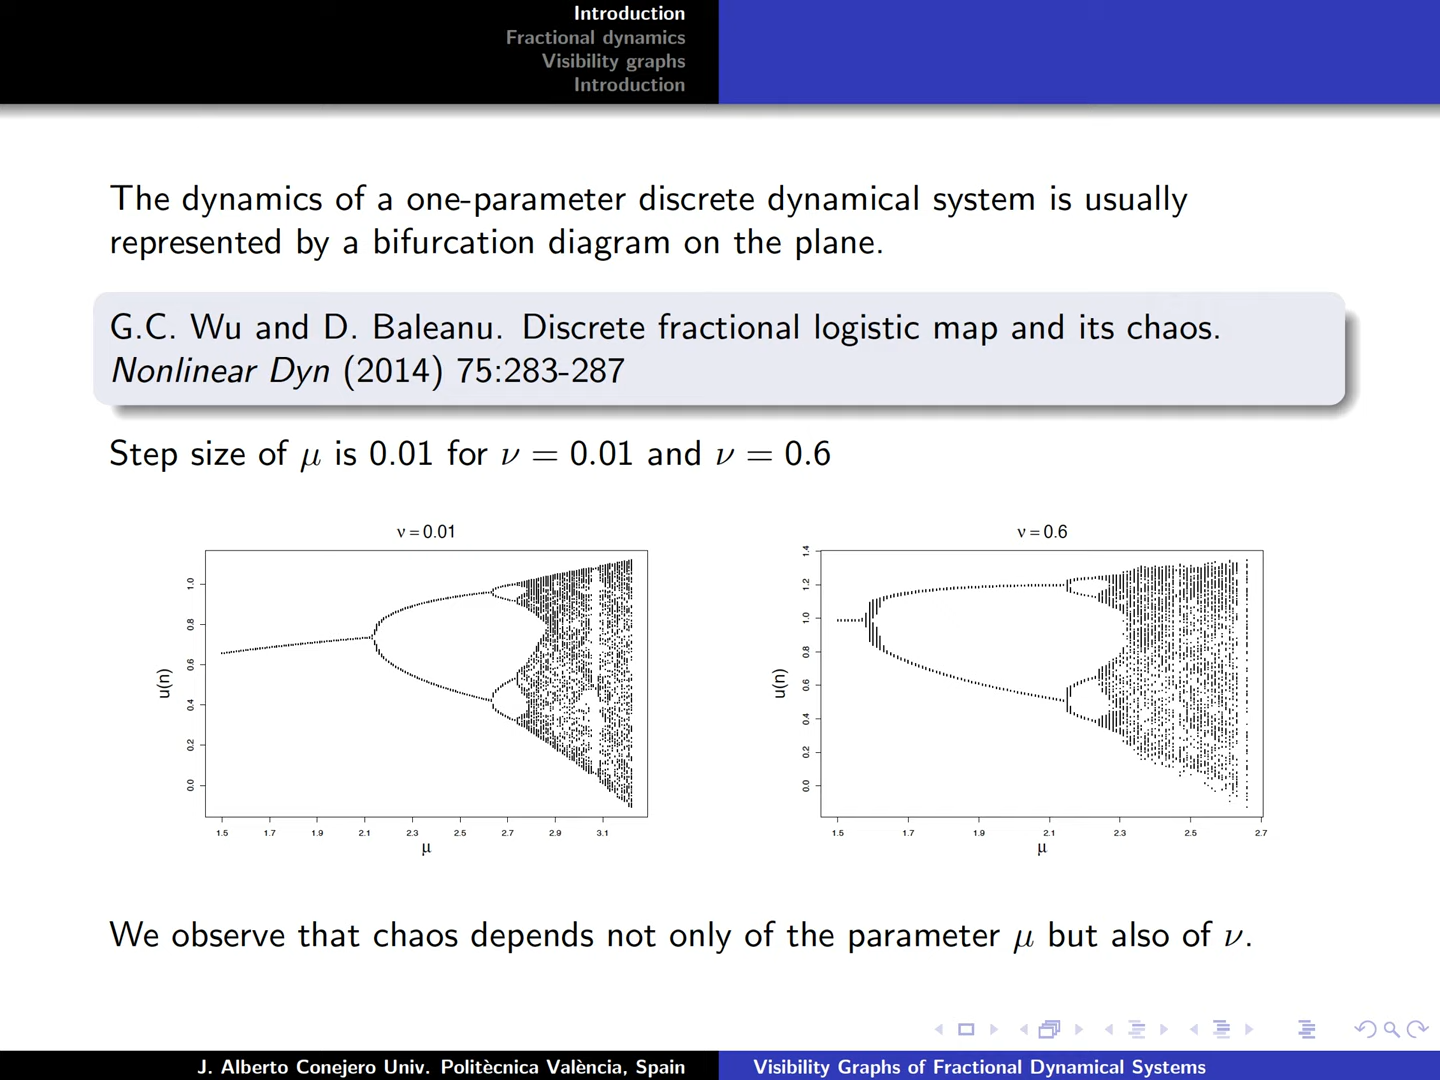 Introduction
Fractional dynamics
Visibility graphs
Introduction
The dynamics of a one-parameter discrete dynamical system is usually
represented by a bifurcation diagram on the plane.
G.C. Wu and D. Baleanu. Discrete fractional logistic map and its chaos.
Nonlinear Dyn (2014) 75:283-287
Step size of μ is 0.01 for ν = 0.01 and ν = 0.6
ν = 0.01
u(n)
1.0
0.8
0.6
0.4
0.2
0.0
1.5 1.7 1.9 2.1 2.3 2.5 2.7 2.9 3.1
μ
ν = 0.6
u(n)
1.4
1.2
1.0
0.8
0.6
0.4
0.2
0.0
1.5 1.7 1.9 2.1 2.3 2.5 2.7
μ
We observe that chaos depends not only of the parameter μ but also of ν.
J. Alberto Conejero Univ. Politècnica València, Spain
Visibility Graphs of Fractional Dynamical Systems